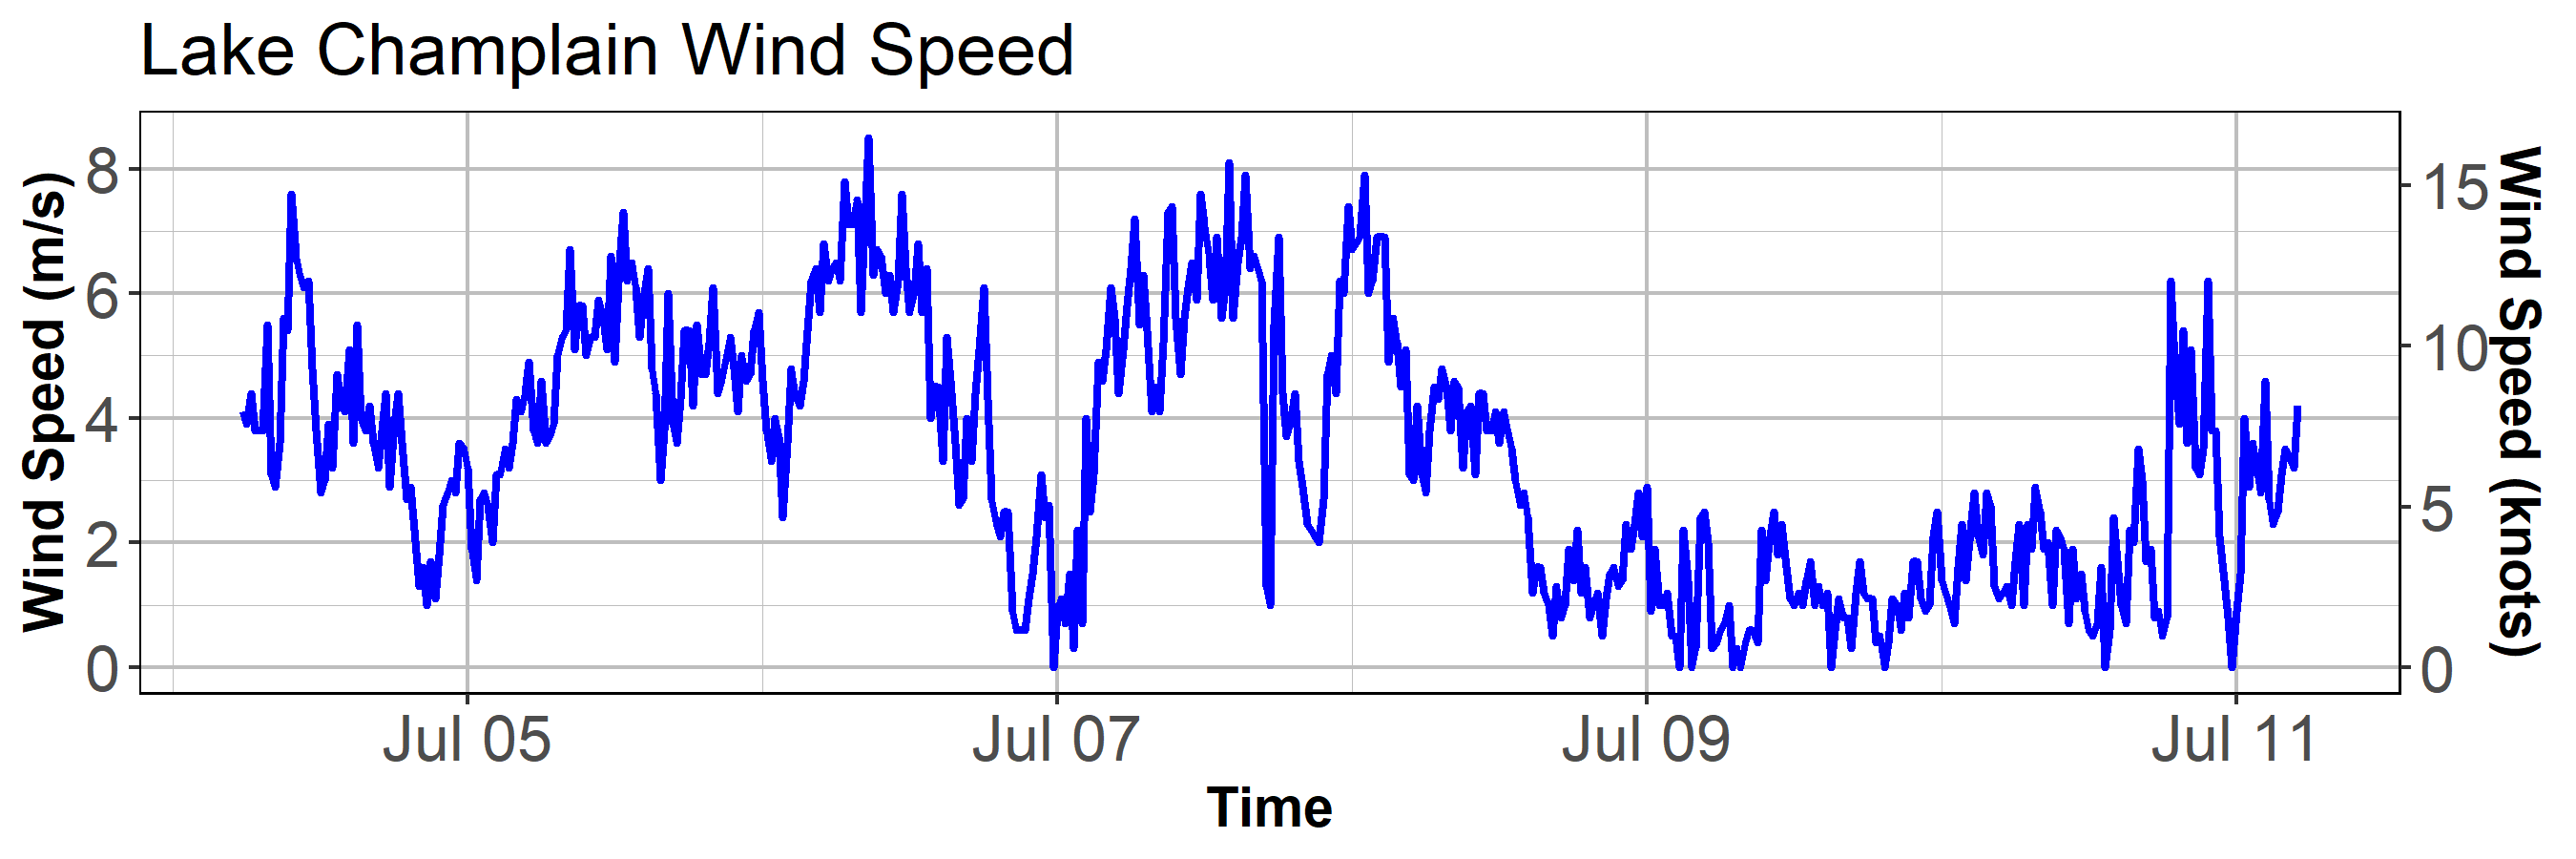 Lake Champlain Wind Speed
Wind Speed (m/s)
8
6
4
2
0
15
10
5
0
Wind Speed (knots)
Jul 05
Jul 07
Jul 09
Jul 11
Time